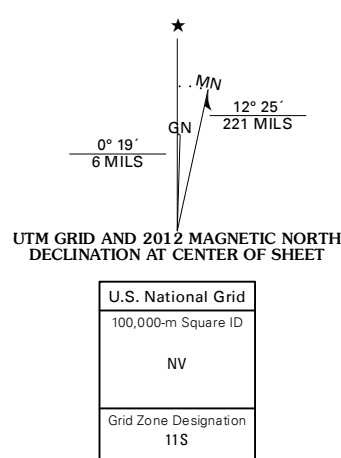 ★
MN
12° 25´
221 MILS
GN
0° 19´
6 MILS
UTM GRID AND 2012 MAGNETIC NORTH
DECLINATION AT CENTER OF SHEET
U.S. National Grid
100,000-m Square ID
NV
Grid Zone Designation
11S